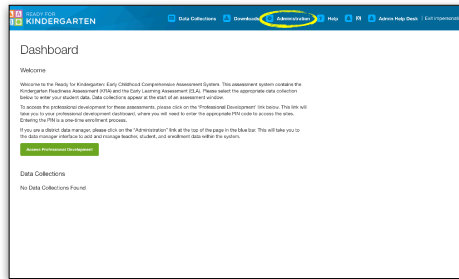 READY FOR
KINDERGARTEN
Data Collections Downloads Administration Help (0) Admin Help Desk | Exit impersonati
Dashboard
Welcome
Welcome to the Ready for Kindergarten: Early Childhood Comprehensive Assessment System. This assessment system contains the
Kindergarten Readiness Assessment (KRA) and the Early Learning Assessment (ELA). Please select the appropriate data collection
below to enter your student data. Data collections appear at the start of an assessment window.
To access the professional development for these assessments, please click on the 'Professional Development' link below. This link will
take you to your professional development dashboard, where you will need to enter the appropriate PIN code to access the sites.
Entering the PIN is a one-time enrollment process.
If you are a district data manager, please click on the "Administration" link at the top of the page in the blue bar. This will take you to
the data manager interface to add and manage teacher, student, and enrollment data within the system.
Access Professional Development
Data Collections
No Data Collections Found